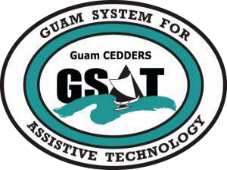 GUAM SYSTEM FOR
Guam CEDDERS
GSAT
ASSISTIVE TECHNOLOGY